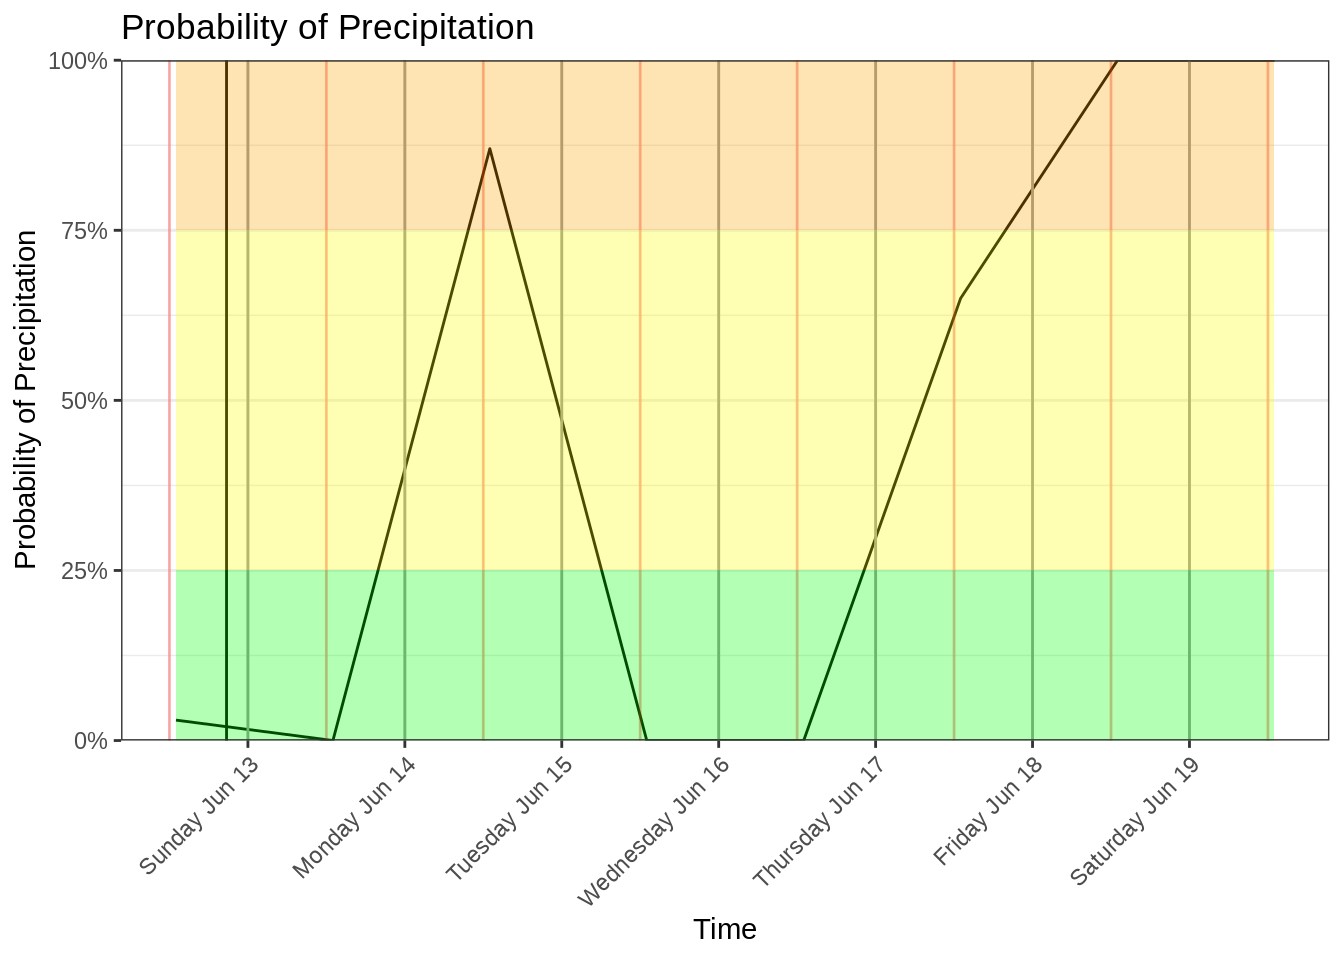 Probability of Precipitation
Probability of Precipitation
100%
75%
50%
25%
0%
Sunday Jun 13
Monday Jun 14
Tuesday Jun 15
Wednesday Jun 16
Thursday Jun 17
Friday Jun 18
Saturday Jun 19
Time